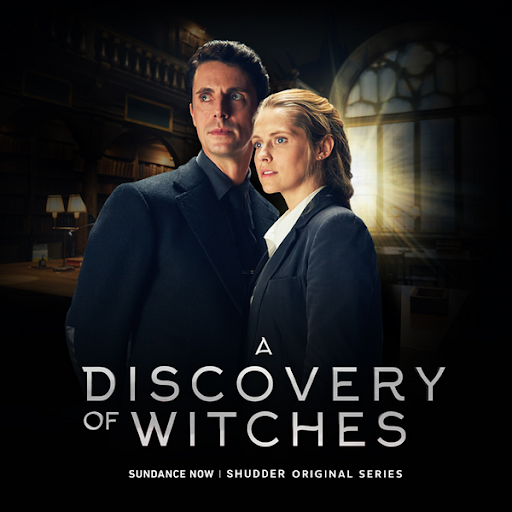 A
DISCOVERY
OF WITCHES
SUNDANCE NOW | SHUDDER ORIGINAL SERIES